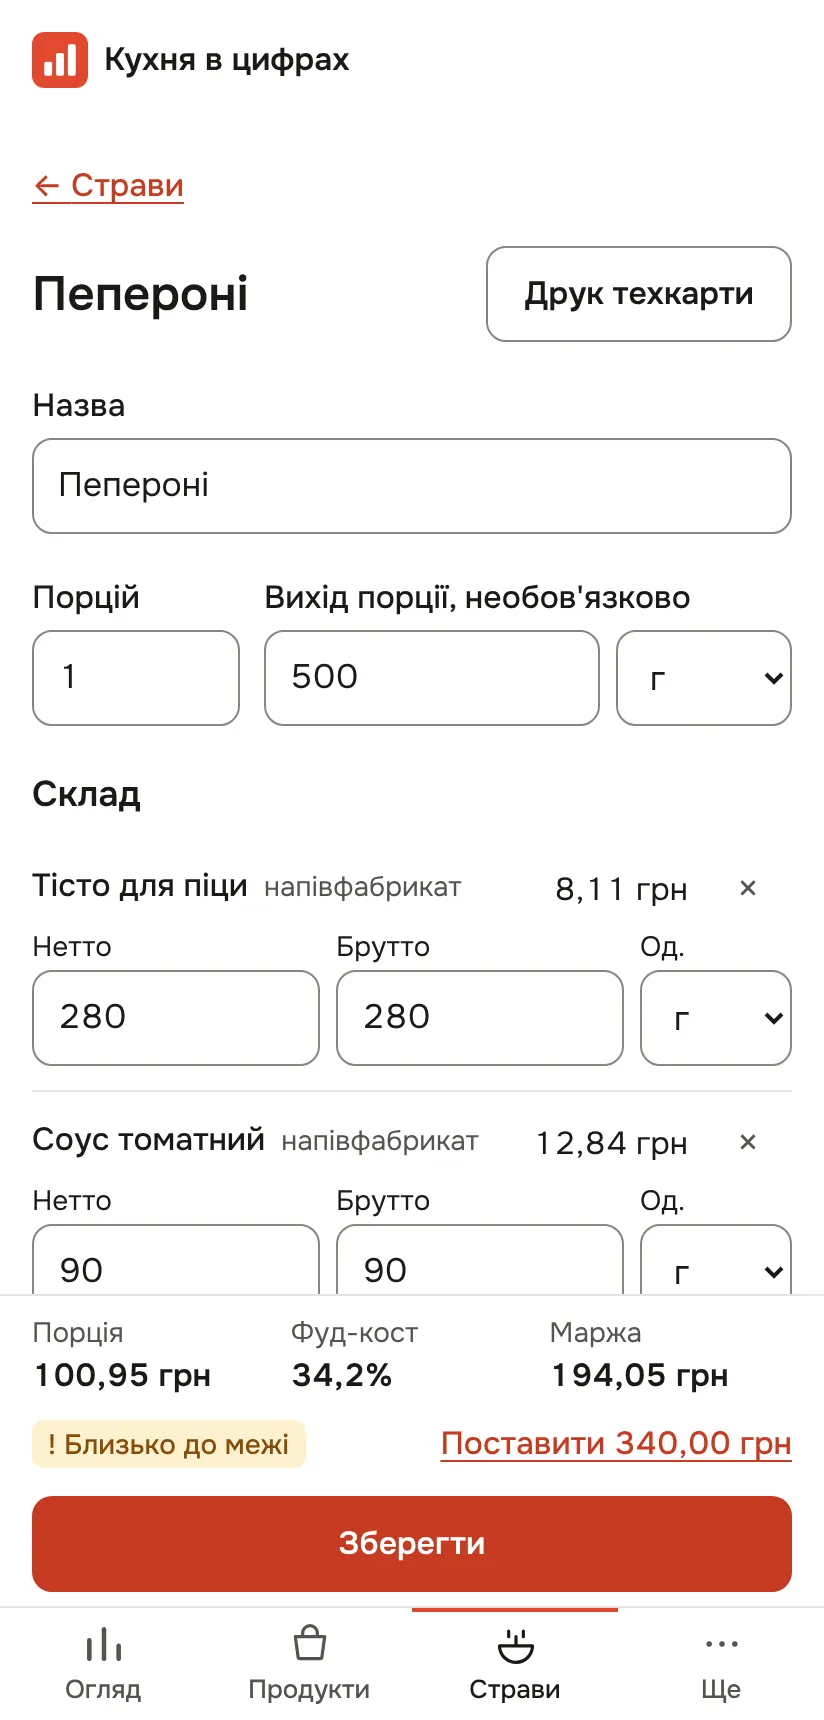 Кухня в цифрах
← Страви
Пепероні
Друк техкарти
Назва
Пепероні
Порцій
Вихід порції, необов'язково
1
500
г
Склад
Тісто для піци напівфабрикат 8,11 грн ×
Нетто Брутто Од.
280 280 г
Соус томатний напівфабрикат 12,84 грн ×
Нетто Брутто Од.
90 90 г
Порція Фуд-кост Маржа
100,95 грн 34,2% 194,05 грн
! Близько до межі Поставити 340,00 грн
Зберегти
Огляд Продукти Страви Ще